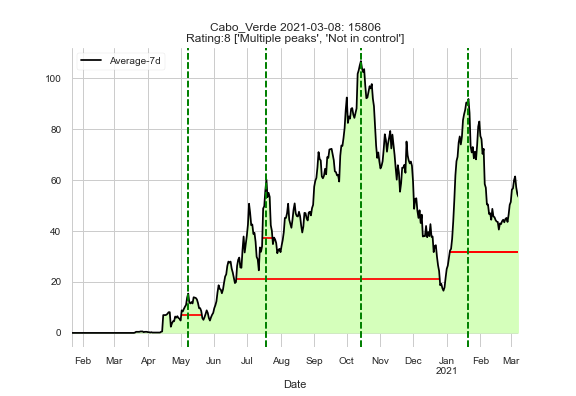 Cabo_Verde 2021-03-08: 15806
Rating:8 ['Multiple peaks', 'Not in control']
Average-7d
100
80
60
40
20
0
Feb Mar Apr May Jun Jul Aug Sep Oct Nov Dec Jan Feb Mar
2021
Date